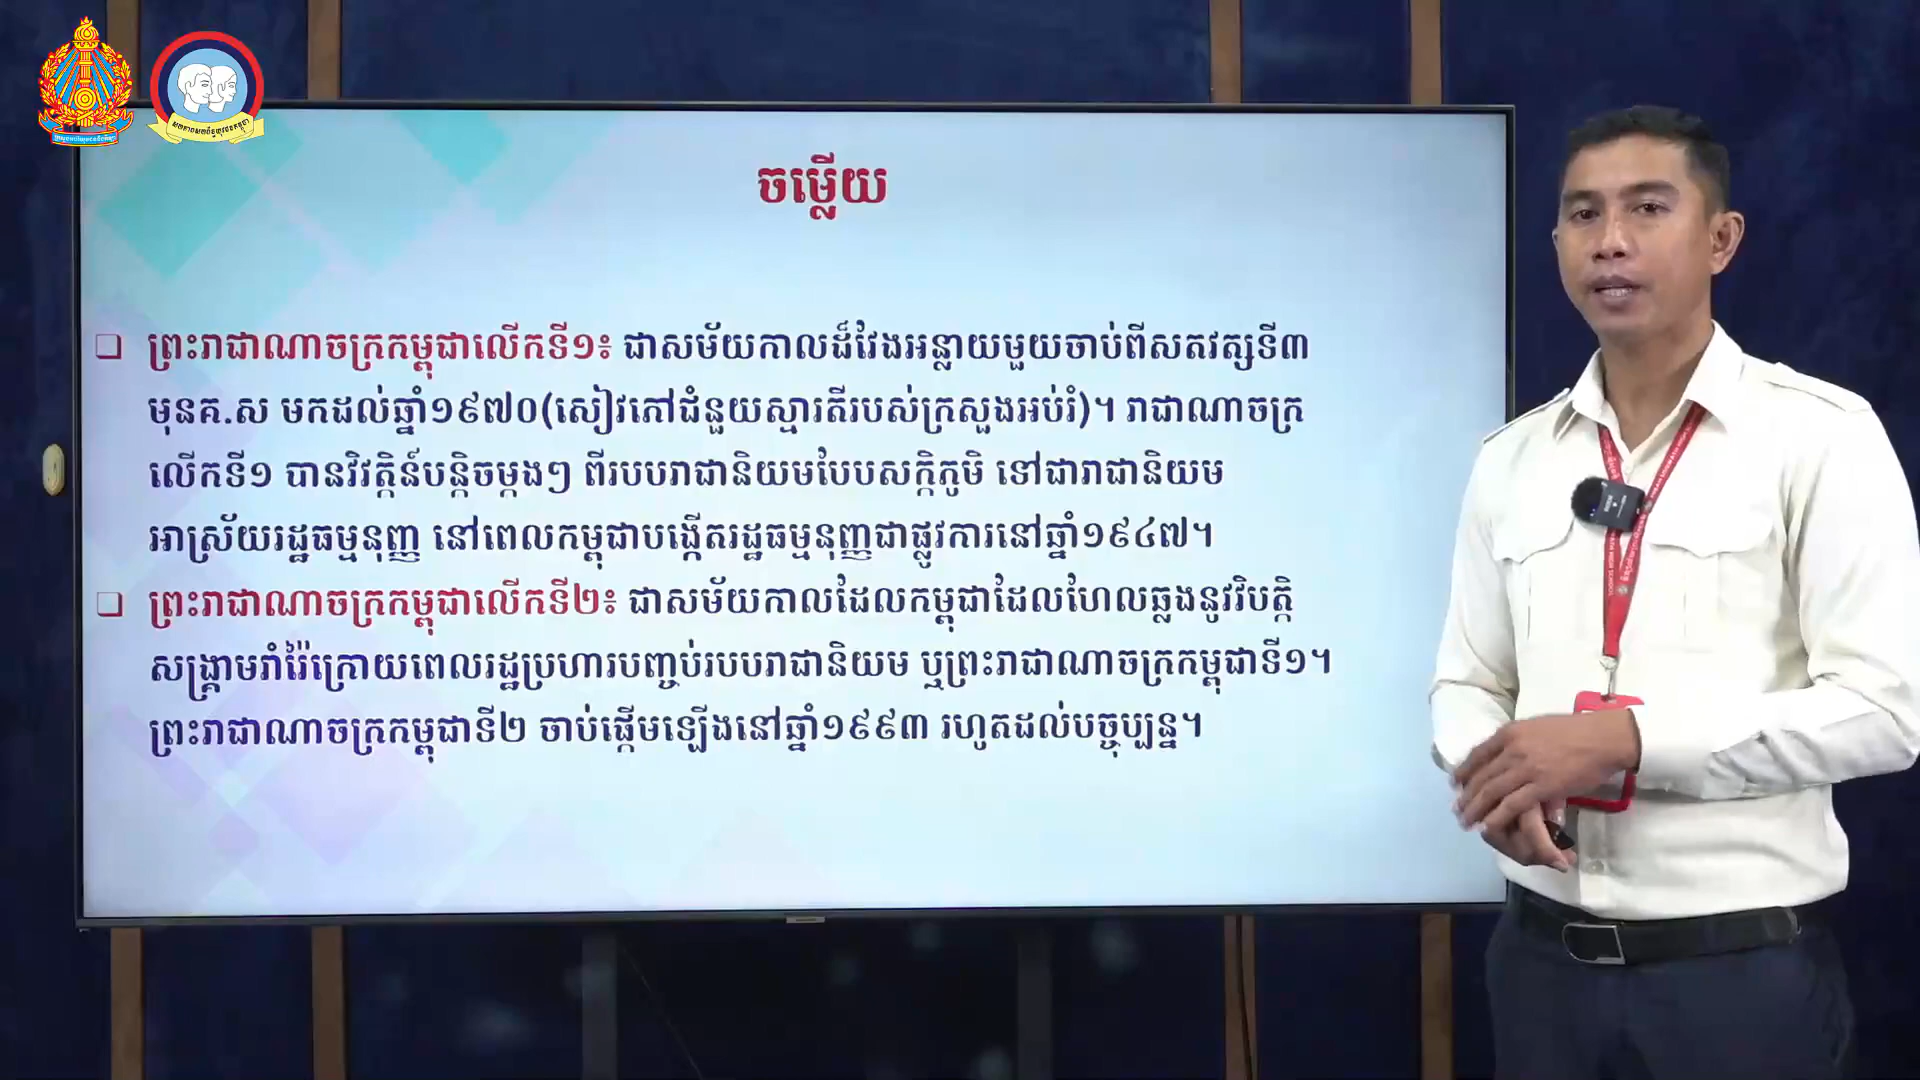 ចម្លើយ
❑ ព្រះរាជាណាចក្រកម្ពុជាលើកទី១៖ ជាសម័យកាលដ៏វែងអន្លាយមួយចាប់ពីសតវត្សទី៣
មុនគ.ស មកដល់ឆ្នាំ១៩៧០(សៀវភៅជំនួយស្មារតីរបស់ក្រសួងអប់រំ)។ រាជាណាចក្រ
លើកទី១ បានវិវត្តិន៍បន្តិចម្តងៗ ពីរបបរាជានិយមបែបសក្តិភូមិ ទៅជារាជានិយម
អាស្រ័យរដ្ឋធម្មនុញ្ញ នៅពេលកម្ពុជាបង្កើតរដ្ឋធម្មនុញ្ញជាផ្លូវការនៅឆ្នាំ១៩៤៧។
❑ ព្រះរាជាណាចក្រកម្ពុជាលើកទី២៖ ជាសម័យកាលដែលកម្ពុជាដែលហែលឆ្លងនូវវិបត្តិ
សង្គ្រាមរ៉ាំរ៉ៃក្រោយពេលរដ្ឋប្រហារបញ្ចប់របបរាជានិយម ឬព្រះរាជាណាចក្រកម្ពុជាទី១។
ព្រះរាជាណាចក្រកម្ពុជាទី២ ចាប់ផ្តើមឡើងនៅឆ្នាំ១៩៩៣ រហូតដល់បច្ចុប្បន្ន។